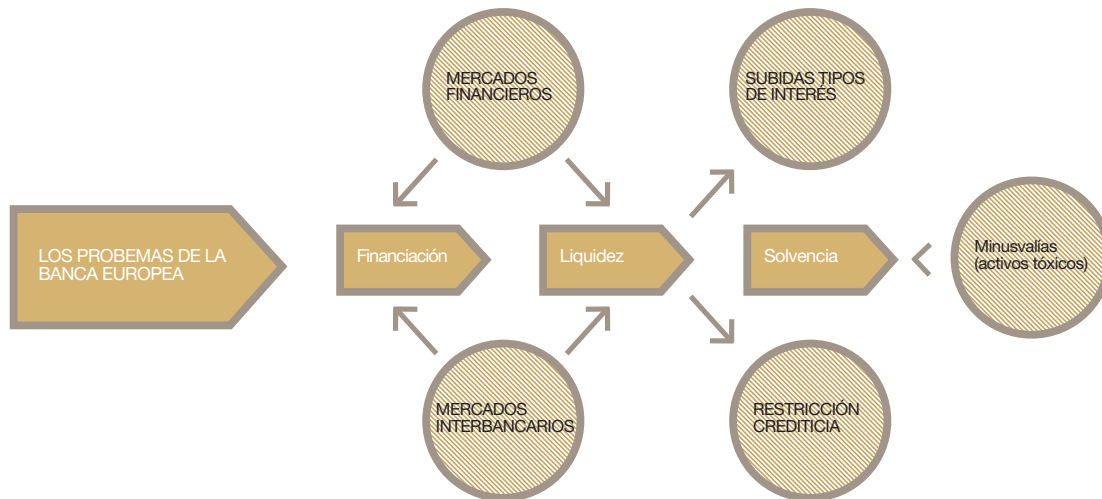 MERCADOS
FINANCIEROS
SUBIDAS TIPOS
DE INTERÉS
LOS PROBEMAS DE LA
BANCA EUROPEA
Financiación
Liquidez
Solvencia
Minusvalías
(activos tóxicos)
MERCADOS
INTERBANCARIOS
RESTRICCIÓN
CREDITICIA